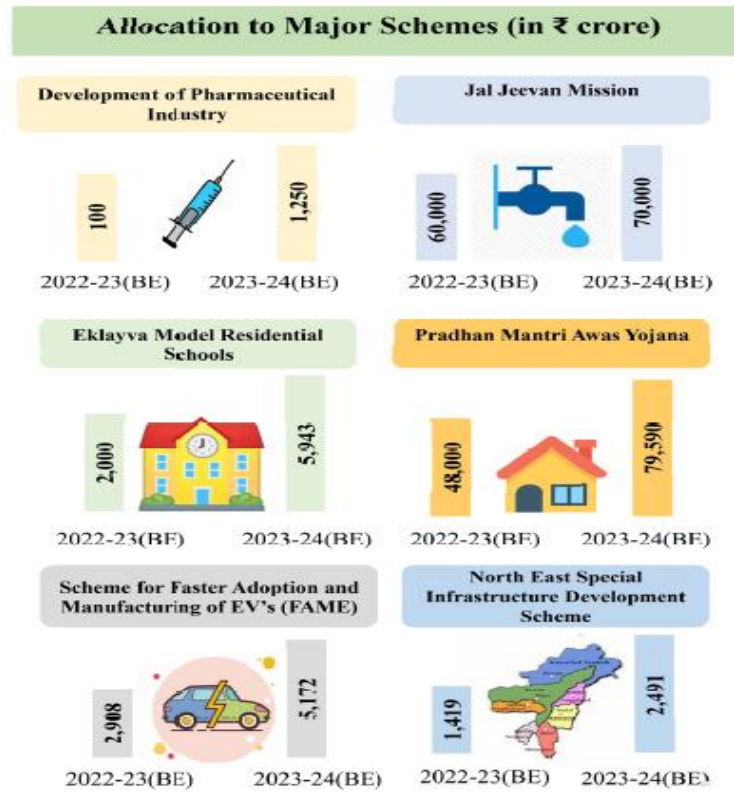 Allocation to Major Schemes (in ₹ crore)
Development of Pharmaceutical
Industry
100
1,250
2022-23(BE)
2023-24(BE)
Jal Jeevan Mission
60,000
70,000
2022-23(BE)
2023-24(BE)
Eklayva Model Residential
Schools
2,000
5,943
2022-23(BE)
2023-24(BE)
Pradhan Mantri Awas Yojana
48,000
79,590
2022-23(BE)
2023-24(BE)
Scheme for Faster Adoption and
Manufacturing of EV's (FAME)
2,908
5,172
2022-23(BE)
2023-24(BE)
North East Special
Infrastructure Development
Scheme
1,419
2,491
2022-23(BE)
2023-24(BE)